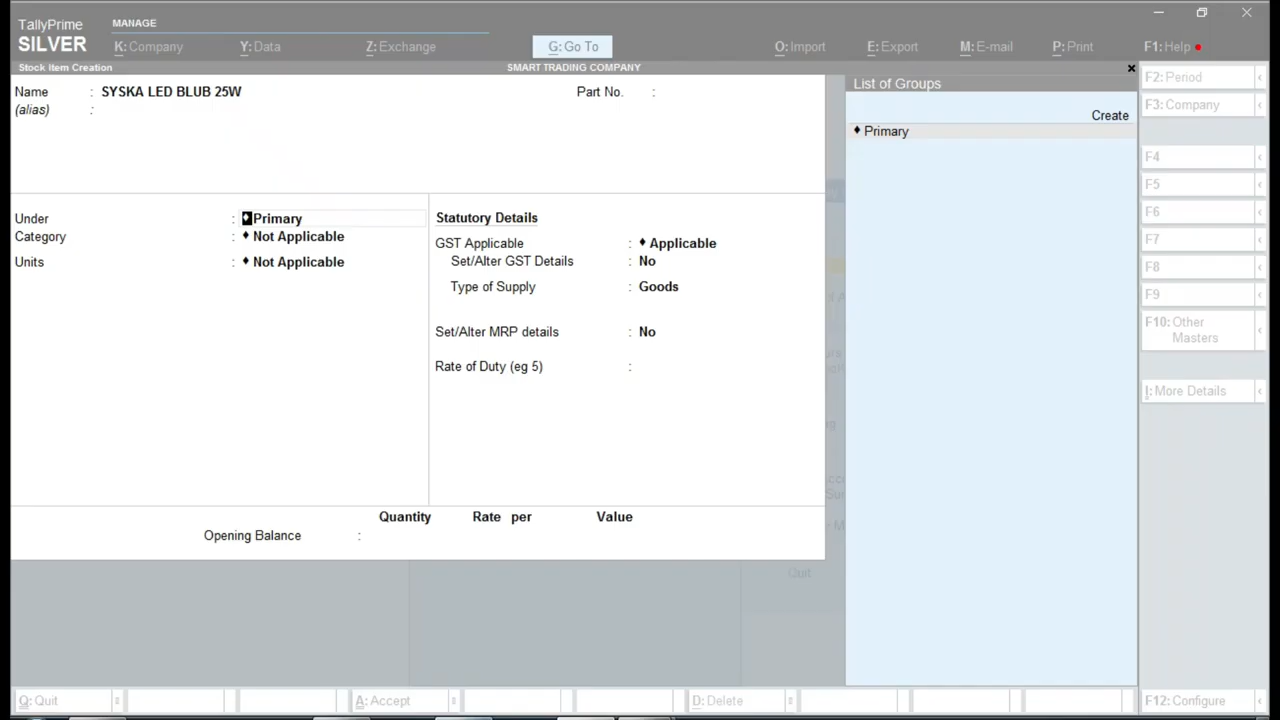 TallyPrime
SILVER
MANAGE
K: Company
Y: Data
Z: Exchange
G: Go To
O: Import
E: Export
M: E-mail
P: Print
F1: Help
Stock Item Creation
SMART TRADING COMPANY
Name : SYSKA LED BLUB 25W
Part No. :
(alias) :
Under : Primary
Category : Not Applicable
Units : Not Applicable
Statutory Details
GST Applicable : Applicable
Set/Alter GST Details : No
Type of Supply : Goods
Set/Alter MRP details : No
Rate of Duty (eg 5) :
Quantity Rate per Value
Opening Balance :
List of Groups
Create
Primary
F2: Period
F3: Company
F4
F5
F6
F7
F8
F9
F10: Other
Masters
I: More Details
Quit
Q: Quit
A: Accept
D: Delete
F12: Configure